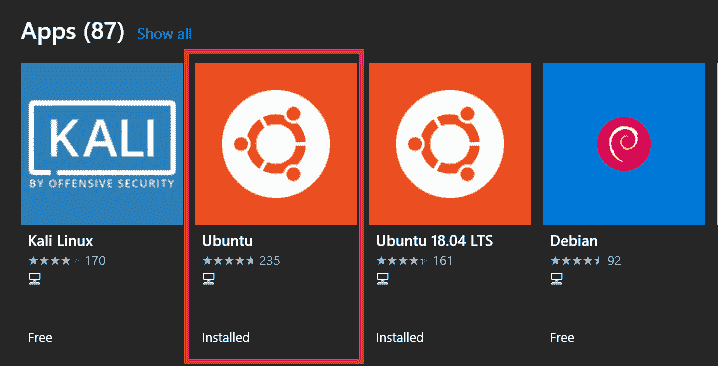 Apps (87) Show all
KALI
BY OFFENSIVE SECURITY
Kali Linux
170
Free
Ubuntu
235
Installed
Ubuntu 18.04 LTS
161
Installed
Debian
92
Free